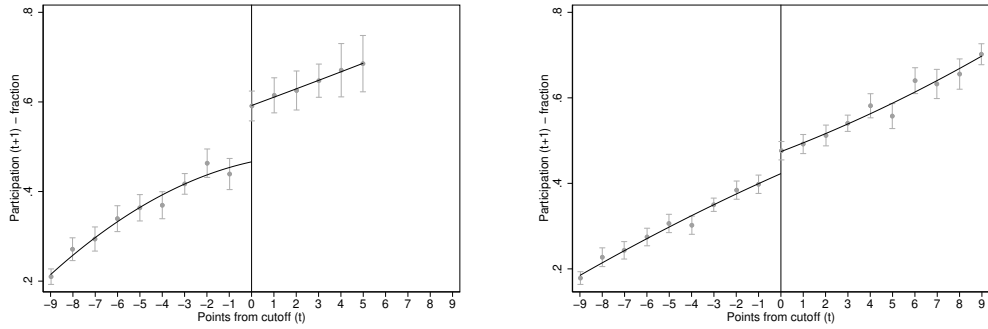 .8
.6
.4
.2
Participation (t+1) − fraction
−9 −8 −7 −6 −5 −4 −3 −2 −1 0 1 2 3 4 5 6 7 8 9
Points from cutoff (t)
.8
.6
.4
.2
Participation (t+1) − fraction
−9 −8 −7 −6 −5 −4 −3 −2 −1 0 1 2 3 4 5 6 7 8 9
Points from cutoff (t)